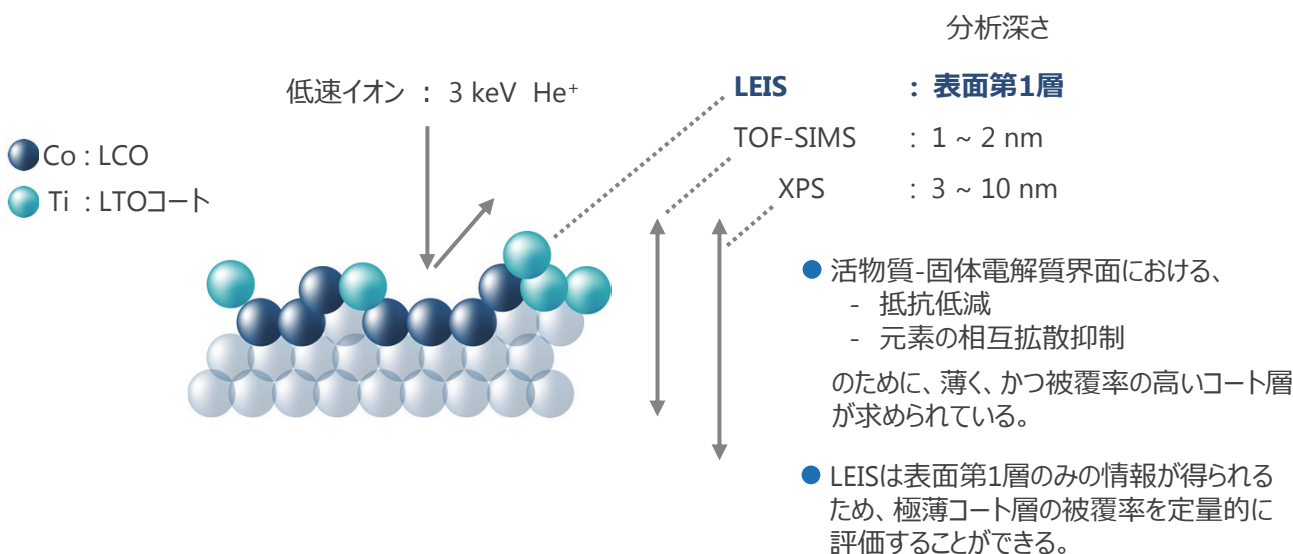 分析深さ
低速イオン : 3 keV He⁺
LEIS : 表面第1層
TOF-SIMS : 1 ~ 2 nm
XPS : 3 ~ 10 nm
Co : LCO
Ti : LTOコート
● 活物質-固体電解質界面における、
- 抵抗低減
- 元素の相互拡散抑制
のために、薄く、かつ被覆率の高いコート層
が求められている。
● LEISは表面第1層のみの情報が得られる
ため、極薄コート層の被覆率を定量的に
評価することができる。